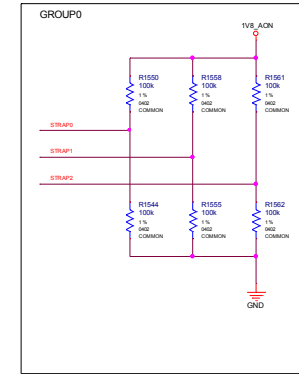 GROUP0
1V8_AON
R1550
100k
1 %
0402
COMMON
R1558
100k
1 %
0402
COMMON
R1561
100k
1 %
0402
COMMON
STRAP0
STRAP1
STRAP2
R1544
100k
1 %
0402
COMMON
R1555
100k
1 %
0402
COMMON
R1562
100k
1 %
0402
COMMON
GND